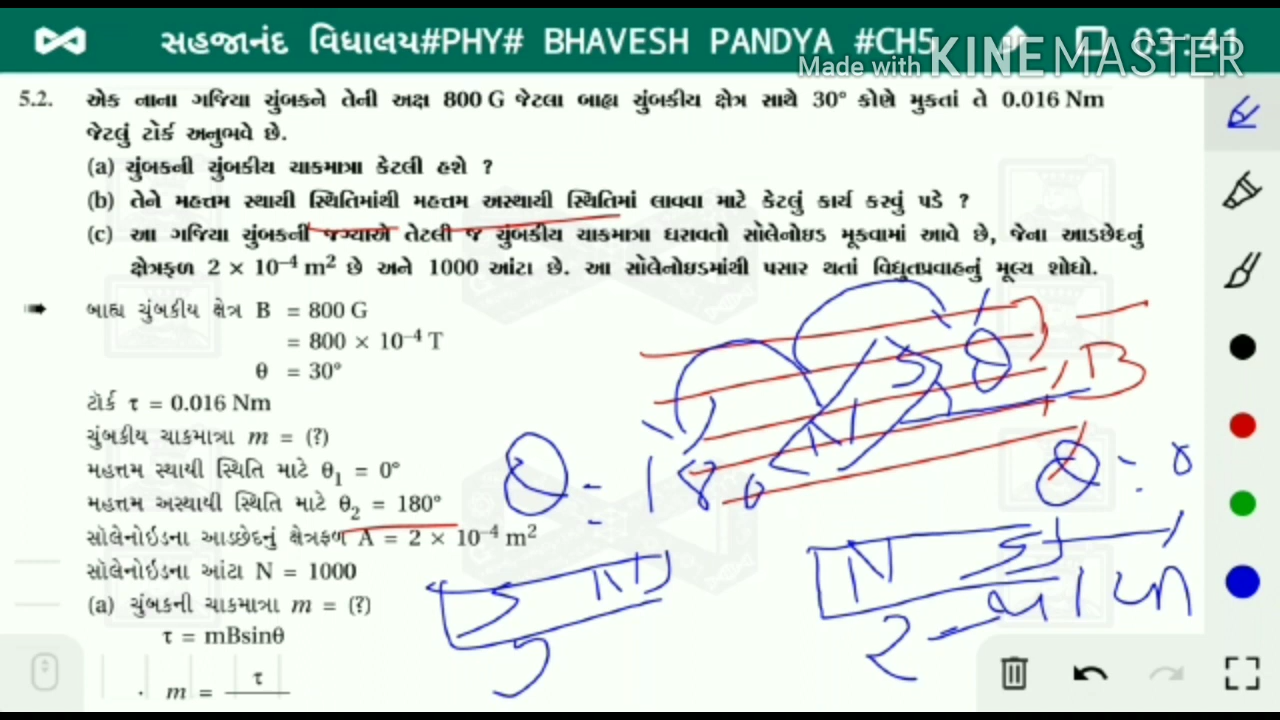 સહજાનંદ વિધાલય#PHY# BHAVESH PANDYA #CH5 03:41
Made with KINEMASTER
5.2. એક નાના ગજિયા ચુંબકને તેની અક્ષ 800 G જેટલા બાહ્ય ચુંબકીય ક્ષેત્ર સાથે 30° કોણે મુકતાં તે 0.016 Nm
જેટલું ટૉર્ક અનુભવે છે.
(a) ચુંબકની ચુંબકીય ચાકમાત્રા કેટલી હશે ?
(b) તેને મહત્તમ સ્થાયી સ્થિતિમાંથી મહત્તમ અસ્થાયી સ્થિતિમાં લાવવા માટે કેટલું કાર્ય કરવું પડે ?
(c) આ ગજિયા ચુંબકની જગ્યાએ તેટલી જ ચુંબકીય ચાકમાત્રા ધરાવતો સોલેનોઇડ મૂકવામાં આવે છે, જેના આડછેદનું
ક્ષેત્રફળ 2 × 10⁻⁴ m² છે અને 1000 આંટા છે. આ સોલેનોઇડમાંથી પસાર થતાં વિદ્યુતપ્રવાહનું મૂલ્ય શોધો.
➠ બાહ્ય ચુંબકીય ક્ષેત્ર B = 800 G
= 800 × 10⁻⁴ T
θ = 30°
ટૉર્ક τ = 0.016 Nm
ચુંબકીય ચાકમાત્રા m = (?)
મહત્તમ સ્થાયી સ્થિતિ માટે θ₁ = 0°
મહત્તમ અસ્થાયી સ્થિતિ માટે θ₂ = 180°
સૉલેનોઇડના આડછેદનું ક્ષેત્રફળ A = 2 × 10⁻⁴ m²
સૉલેનોઇડના આંટા N = 1000
(a) ચુંબકની ચાકમાત્રા m = (?)
τ = mBsinθ
m = τ
S N θ B
θ = 180
θ = 0
S N
N S